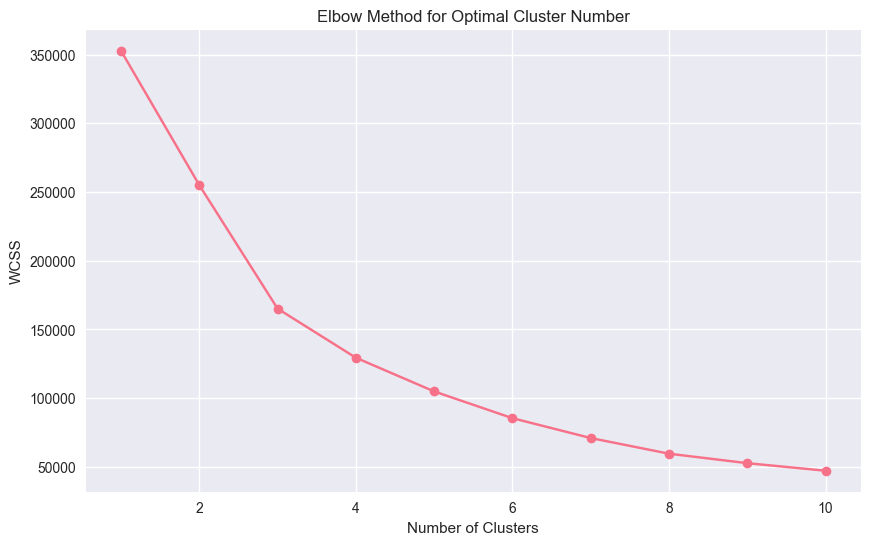 Elbow Method for Optimal Cluster Number
350000
300000
250000
200000
150000
100000
50000
WCSS
2 4 6 8 10
Number of Clusters